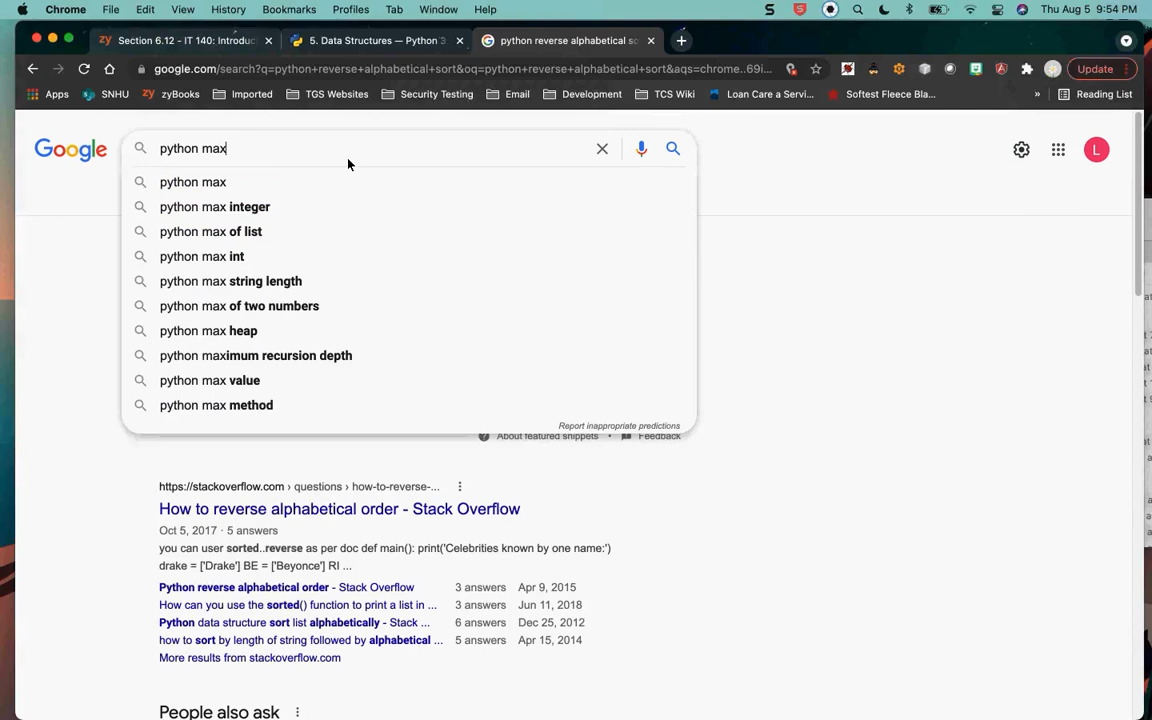 Chrome File Edit View History Bookmarks Profiles Tab Window Help Thu Aug 5 9:54 PM
Section 6.12 - IT 140: Introduc 5. Data Structures — Python 3 python reverse alphabetical so
google.com/search?q=python+reverse+alphabetical+sort&oq=python+reverse+alphabetical+sort&aqs=chrome..69i... Update
Apps SNHU zyBooks Imported TGS Websites Security Testing Email Development TCS Wiki Loan Care a Servi... Softest Fleece Bla... » Reading List
Google python max L
python max
python max integer
python max of list
python max int
python max string length
python max of two numbers
python max heap
python maximum recursion depth
python max value
python max method
Report inappropriate predictions
About featured snippets • Feedback
https://stackoverflow.com › questions › how-to-reverse-...
How to reverse alphabetical order - Stack Overflow
Oct 5, 2017 · 5 answers
you can user sorted..reverse as per doc def main(): print('Celebrities known by one name:')
drake = ['Drake'] BE = ['Beyonce'] RI ...
Python reverse alphabetical order - Stack Overflow 3 answers Apr 9, 2015
How can you use the sorted() function to print a list in ... 3 answers Jun 11, 2018
Python data structure sort list alphabetically - Stack ... 6 answers Dec 25, 2012
how to sort by length of string followed by alphabetical ... 5 answers Apr 15, 2014
More results from stackoverflow.com
People also ask